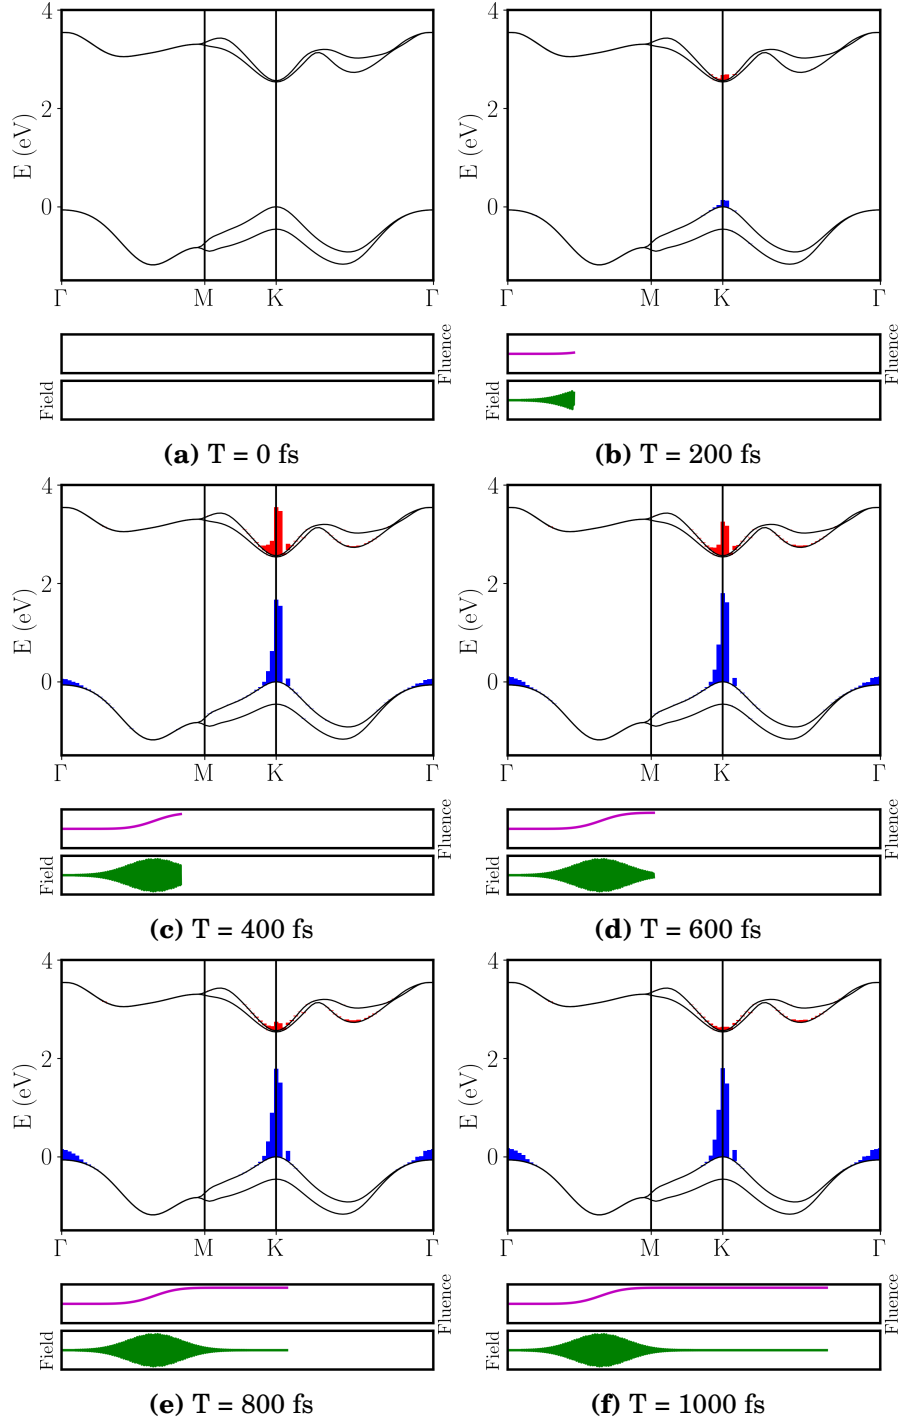 4
2
0
E (eV)
Γ M K Γ
Fluence
Field
(a) T = 0 fs
4
2
0
E (eV)
Γ M K Γ
Fluence
Field
(b) T = 200 fs
4
2
0
E (eV)
Γ M K Γ
Fluence
Field
(c) T = 400 fs
4
2
0
E (eV)
Γ M K Γ
Fluence
Field
(d) T = 600 fs
4
2
0
E (eV)
Γ M K Γ
Fluence
Field
(e) T = 800 fs
4
2
0
E (eV)
Γ M K Γ
Fluence
Field
(f) T = 1000 fs